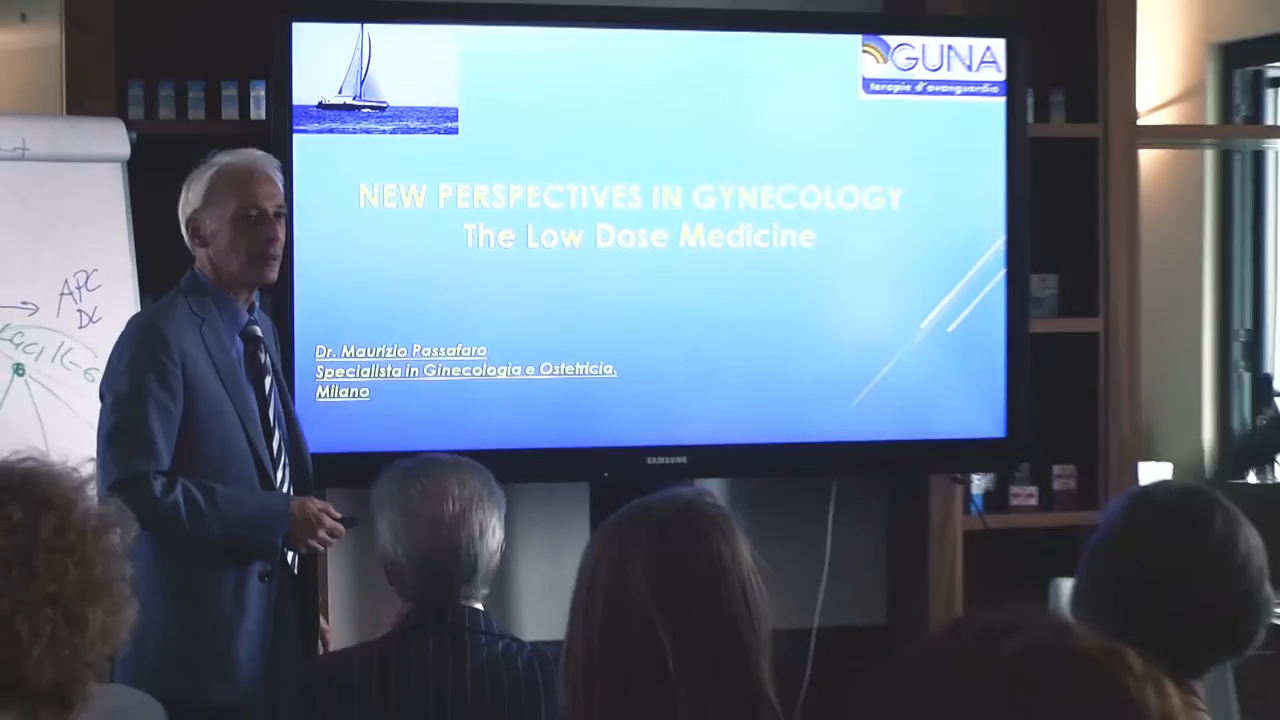 GUNA
terapie d'avanguardia
NEW PERSPECTIVES IN GYNECOLOGY
The Low Dose Medicine
Dr. Maurizio Passafaro
Specialista in Ginecologia e Ostetricia.
Milano
SAMSUNG
APC
DC